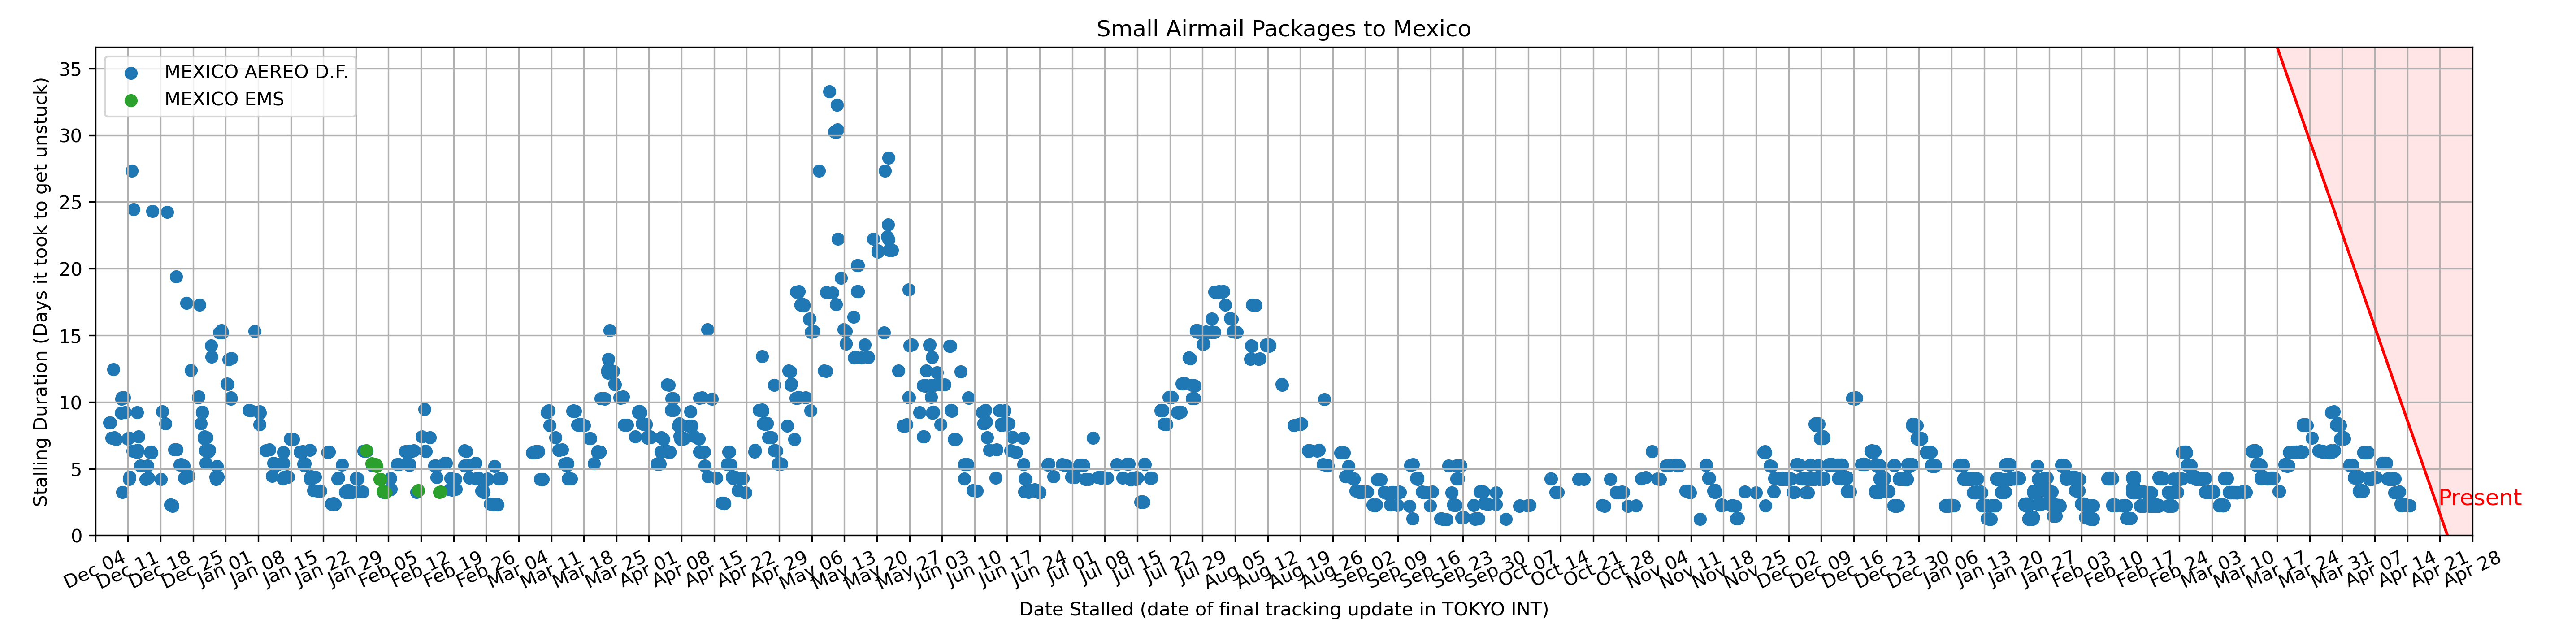 Small Airmail Packages to Mexico
MEXICO AEREO D.F.
MEXICO EMS
Stalling Duration (Days it took to get unstuck)
35
30
25
20
15
10
5
0
Present
Dec 04 Dec 11 Dec 18 Dec 25 Jan 01 Jan 08 Jan 15 Jan 22 Jan 29 Feb 05 Feb 12 Feb 19 Feb 26 Mar 04 Mar 11 Mar 18 Mar 25 Apr 01 Apr 08 Apr 15 Apr 22 Apr 29 May 06 May 13 May 20 May 27 Jun 03 Jun 10 Jun 17 Jun 24 Jul 01 Jul 08 Jul 15 Jul 22 Jul 29 Aug 05 Aug 12 Aug 19 Aug 26 Sep 02 Sep 09 Sep 16 Sep 23 Sep 30 Oct 07 Oct 14 Oct 21 Oct 28 Nov 04 Nov 11 Nov 18 Nov 25 Dec 02 Dec 09 Dec 16 Dec 23 Dec 30 Jan 06 Jan 13 Jan 20 Jan 27 Feb 03 Feb 10 Feb 17 Feb 24 Mar 03 Mar 10 Mar 17 Mar 24 Mar 31 Apr 07 Apr 14 Apr 21 Apr 28
Date Stalled (date of final tracking update in TOKYO INT)